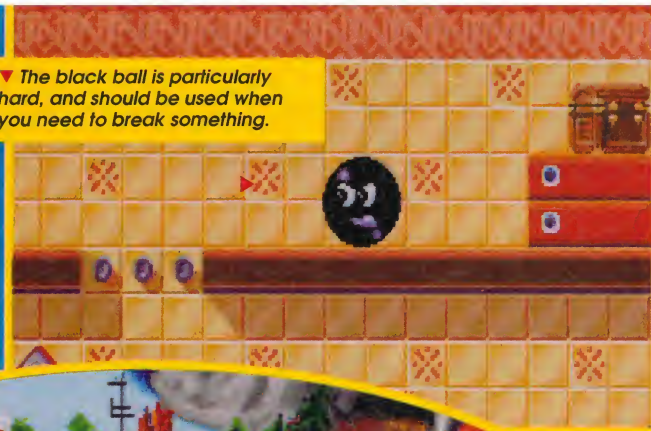 The black ball is particularly
hard, and should be used when
you need to break something.